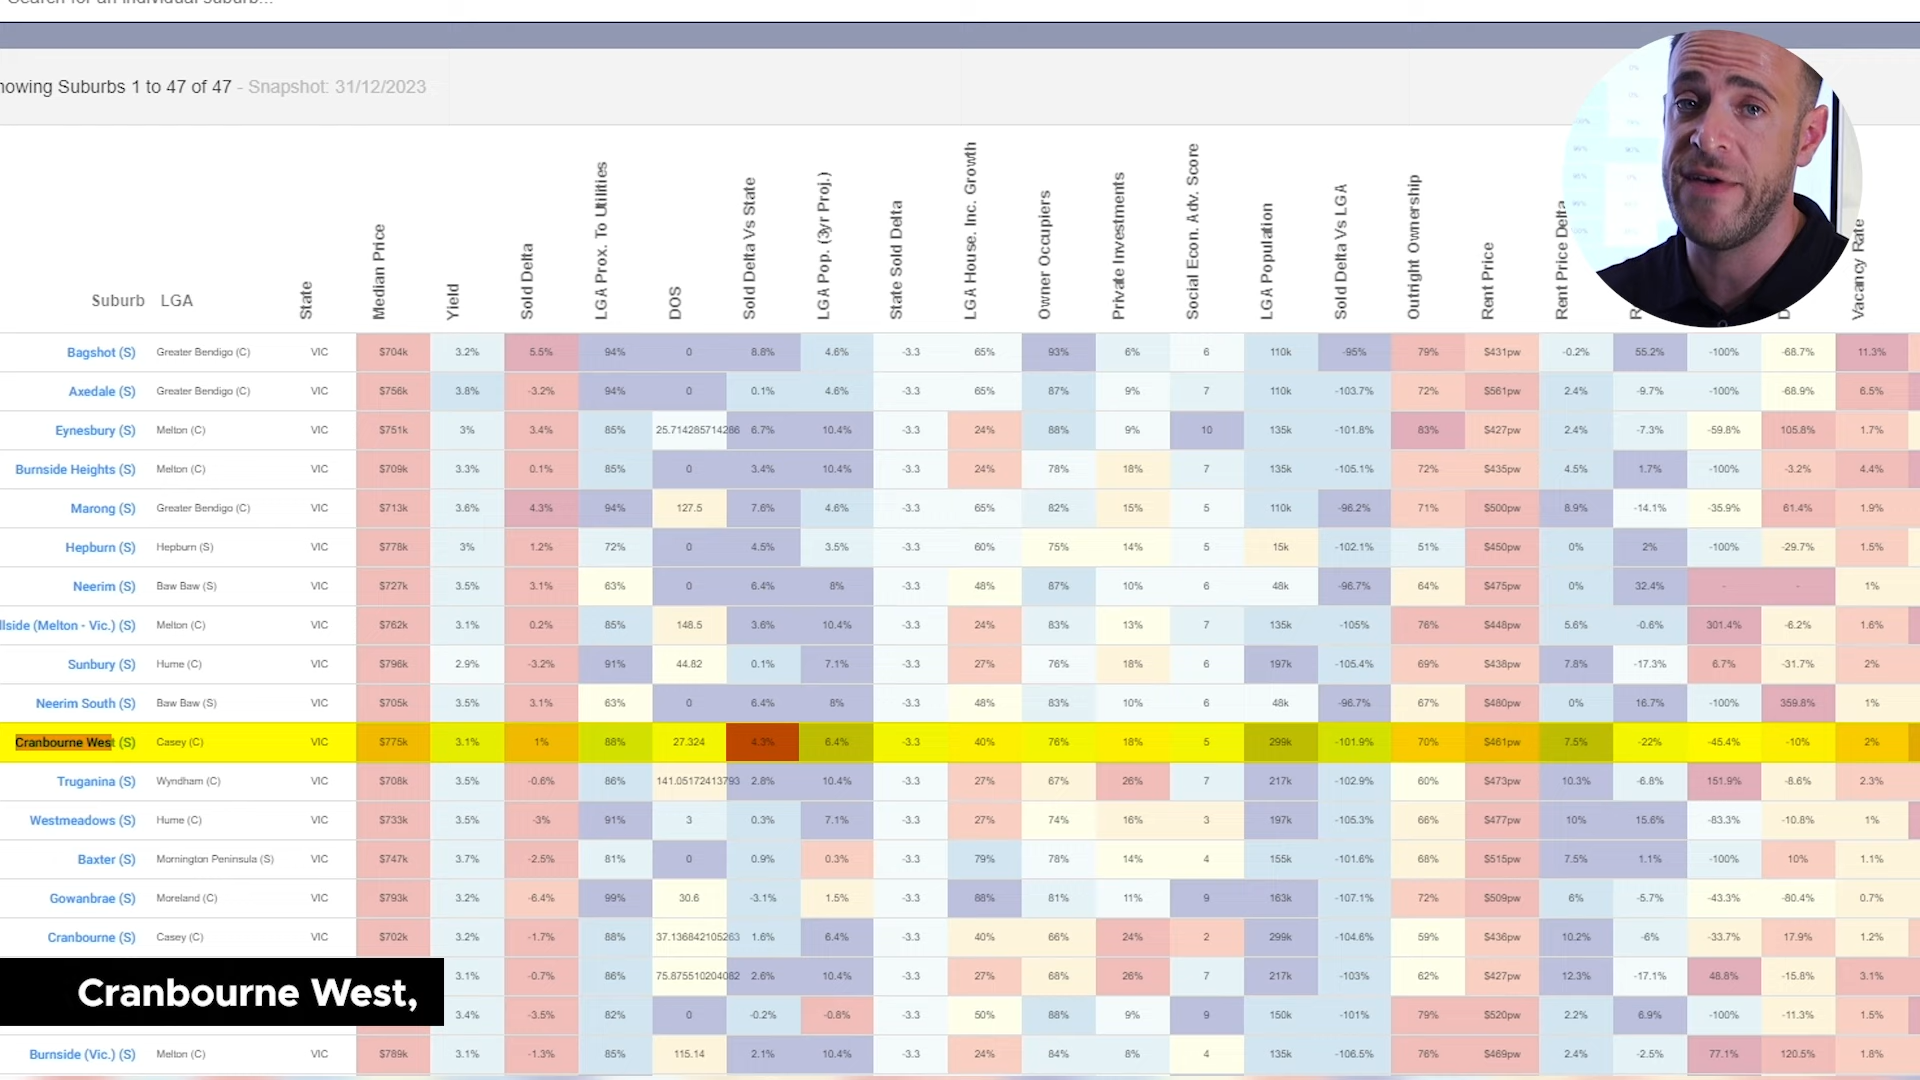 Search for an individual suburb...
howing Suburbs 1 to 47 of 47 - Snapshot: 31/12/2023
Suburb LGA State Median Price Yield Sold Delta LGA Prox. To Utilities DOS Sold Delta Vs State LGA Pop. (3yr Proj.) State Sold Delta LGA House. Inc. Growth Owner Occupiers Private Investments Social Econ. Adv. Score LGA Population Sold Delta Vs LGA Outright Ownership Rent Price Rent Price Delta R D Vacancy Rate
Bagshot (S) Greater Bendigo (C) VIC $704k 3.2% 5.5% 94% 0 8.8% 4.6% -3.3 65% 93% 6% 6 110k -95% 79% $431pw -0.2% 55.2% -100% -68.7% 11.3%
Axedale (S) Greater Bendigo (C) VIC $756k 3.8% -3.2% 94% 0 0.1% 4.6% -3.3 65% 87% 9% 7 110k -103.7% 72% $561pw 2.4% -9.7% -100% -68.9% 6.5%
Eynesbury (S) Melton (C) VIC $751k 3% 3.4% 85% 25.714285714286 6.7% 10.4% -3.3 24% 88% 9% 10 135k -101.8% 83% $427pw 2.4% -7.3% -59.8% 105.8% 1.7%
Burnside Heights (S) Melton (C) VIC $709k 3.3% 0.1% 85% 0 3.4% 10.4% -3.3 24% 78% 18% 7 135k -105.1% 72% $435pw 4.5% 1.7% -100% -3.2% 4.4%
Marong (S) Greater Bendigo (C) VIC $713k 3.6% 4.3% 94% 127.5 7.6% 4.6% -3.3 65% 82% 15% 5 110k -96.2% 71% $500pw 8.9% -14.1% -35.9% 61.4% 1.9%
Hepburn (S) Hepburn (S) VIC $778k 3% 1.2% 72% 0 4.5% 3.5% -3.3 60% 75% 14% 5 15k -102.1% 51% $450pw 0% 2% -100% -29.7% 1.5%
Neerim (S) Baw Baw (S) VIC $727k 3.5% 3.1% 63% 0 6.4% 8% -3.3 48% 87% 10% 6 48k -96.7% 64% $475pw 0% 32.4% - - 1%
llside (Melton - Vic.) (S) Melton (C) VIC $762k 3.1% 0.2% 85% 148.5 3.6% 10.4% -3.3 24% 83% 13% 7 135k -105% 76% $448pw 5.6% -0.6% 301.4% -6.2% 1.6%
Sunbury (S) Hume (C) VIC $796k 2.9% -3.2% 91% 44.82 0.1% 7.1% -3.3 27% 76% 18% 6 197k -105.4% 69% $438pw 7.8% -17.3% 6.7% -31.7% 2%
Neerim South (S) Baw Baw (S) VIC $705k 3.5% 3.1% 63% 0 6.4% 8% -3.3 48% 83% 10% 6 48k -96.7% 67% $480pw 0% 16.7% -100% 359.8% 1%
Cranbourne West (S) Casey (C) VIC $775k 3.1% 1% 88% 27.324 4.3% 6.4% -3.3 40% 76% 18% 5 299k -101.9% 70% $461pw 7.5% -22% -45.4% -10% 2%
Truganina (S) Wyndham (C) VIC $708k 3.5% -0.6% 86% 141.05172413793 2.8% 10.4% -3.3 27% 67% 26% 7 217k -102.9% 60% $473pw 10.3% -6.8% 151.9% -8.6% 2.3%
Westmeadows (S) Hume (C) VIC $733k 3.5% -3% 91% 3 0.3% 7.1% -3.3 27% 74% 16% 3 197k -105.3% 66% $477pw 10% 15.6% -83.3% -10.8% 1%
Baxter (S) Mornington Peninsula (S) VIC $747k 3.7% -2.5% 81% 0 0.9% 0.3% -3.3 79% 78% 14% 4 155k -101.6% 68% $515pw 7.5% 1.1% -100% 10% 1.1%
Gowanbrae (S) Moreland (C) VIC $793k 3.2% -6.4% 99% 30.6 -3.1% 1.5% -3.3 88% 81% 11% 9 163k -107.1% 72% $509pw 6% -5.7% -43.3% -80.4% 0.7%
Cranbourne (S) Casey (C) VIC $702k 3.2% -1.7% 88% 37.136842105263 1.6% 6.4% -3.3 40% 66% 24% 2 299k -104.6% 59% $436pw 10.2% -6% -33.7% 17.9% 1.2%
3.1% -0.7% 86% 75.875510204082 2.6% 10.4% -3.3 27% 68% 26% 7 217k -103% 62% $427pw 12.3% -17.1% 48.8% -15.8% 3.1%
Cranbourne West,
3.4% -3.5% 82% 0 -0.2% -0.8% -3.3 50% 88% 9% 9 150k -101% 79% $520pw 2.2% 6.9% -100% -11.3% 1.5%
Burnside (Vic.) (S) Melton (C) VIC $789k 3.1% -1.3% 85% 115.14 2.1% 10.4% -3.3 24% 84% 8% 4 135k -106.5% 76% $469pw 2.4% -2.5% 77.1% 120.5% 1.8%